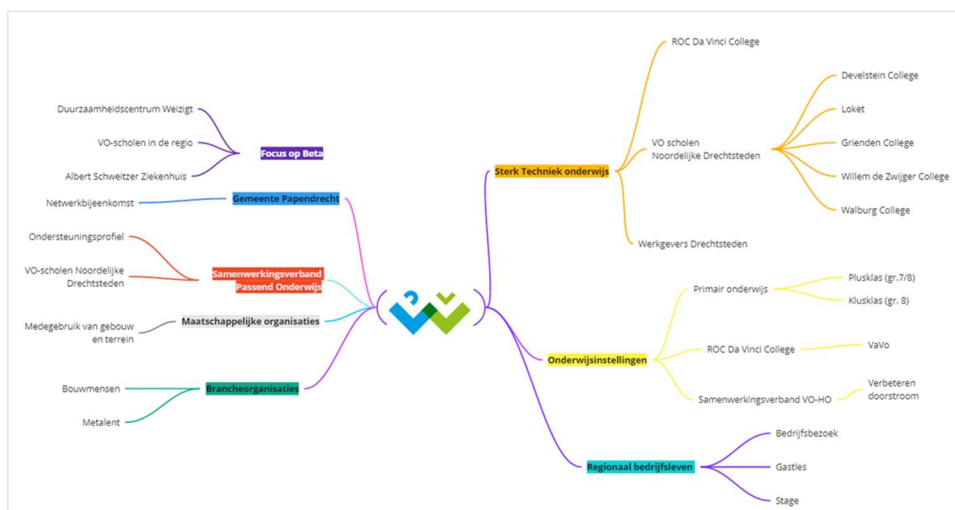 Duurzaamheidscentrum Weizigt
VO-scholen in de regio
Albert Schweitzer Ziekenhuis
Focus op Beta
Netwerkbijeenkomst
Gemeente Papendrecht
Ondersteuningsprofiel
VO-scholen Noordelijke
Drechtsteden
Samenwerkingsverband
Passend Onderwijs
Medegebruik van gebouw
en terrein
Maatschappelijke organisaties
Bouwmensen
Metalent
Brancheorganisaties
Sterk Techniek onderwijs
ROC Da Vinci College
VO scholen
Noordelijke Drechtsteden
Develstein College
Loket
Grienden College
Willem de Zwijger College
Walburg College
Werkgevers Drechtsteden
Onderwijsinstellingen
Primair onderwijs
Plusklas (gr.7/8)
Klusklas (gr. 8)
ROC Da Vinci College
VaVo
Samenwerkingsverband VO-HO
Verbeteren
doorstroom
Regionaal bedrijfsleven
Bedrijfsbezoek
Gastles
Stage